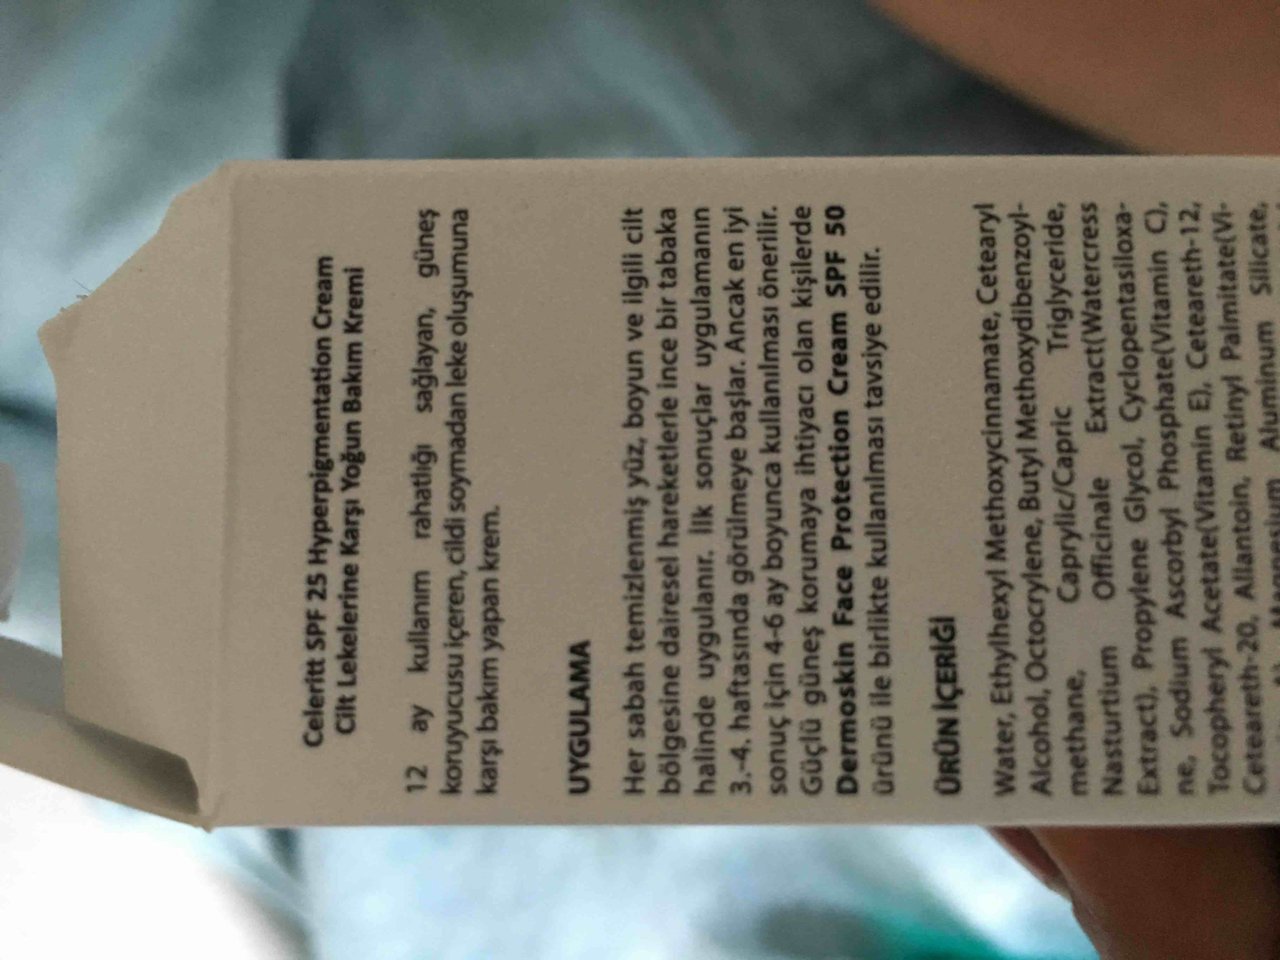 Celeritt SPF 25 Hyperpigmentation Cream
Cilt Lekelerine Karşı Yoğun Bakım Kremi
12 ay kullanım rahatlığı sağlayan, güneş
koruyucusu içeren, cildi soymadan leke oluşumuna
karşı bakım yapan krem.
UYGULAMA
Her sabah temizlenmiş yüz, boyun ve ilgili cilt
bölgesine dairesel hareketlerle ince bir tabaka
halinde uygulanır. İlk sonuçlar uygulamanın
3.-4. haftasında görülmeye başlar. Ancak en iyi
sonuç için 4-6 ay boyunca kullanılması önerilir.
Güçlü güneş korumaya ihtiyacı olan kişilerde
Dermoskin Face Protection Cream SPF 50
ürünü ile birlikte kullanılması tavsiye edilir.
ÜRÜN İÇERİĞİ
Water, Ethylhexyl Methoxycinnamate, Cetearyl
Alcohol, Octocrylene, Butyl Methoxydibenzoyl-
methane, Caprylic/Capric Triglyceride,
Nasturtium Officinale Extract(Watercress
Extract), Propylene Glycol, Cyclopentasiloxa-
ne, Sodium Ascorbyl Phosphate(Vitamin C),
Tocopheryl Acetate(Vitamin E), Ceteareth-12,
Ceteareth-20, Allantoin, Retinyl Palmitate(Vi-
Magnesium Aluminum Silicate,